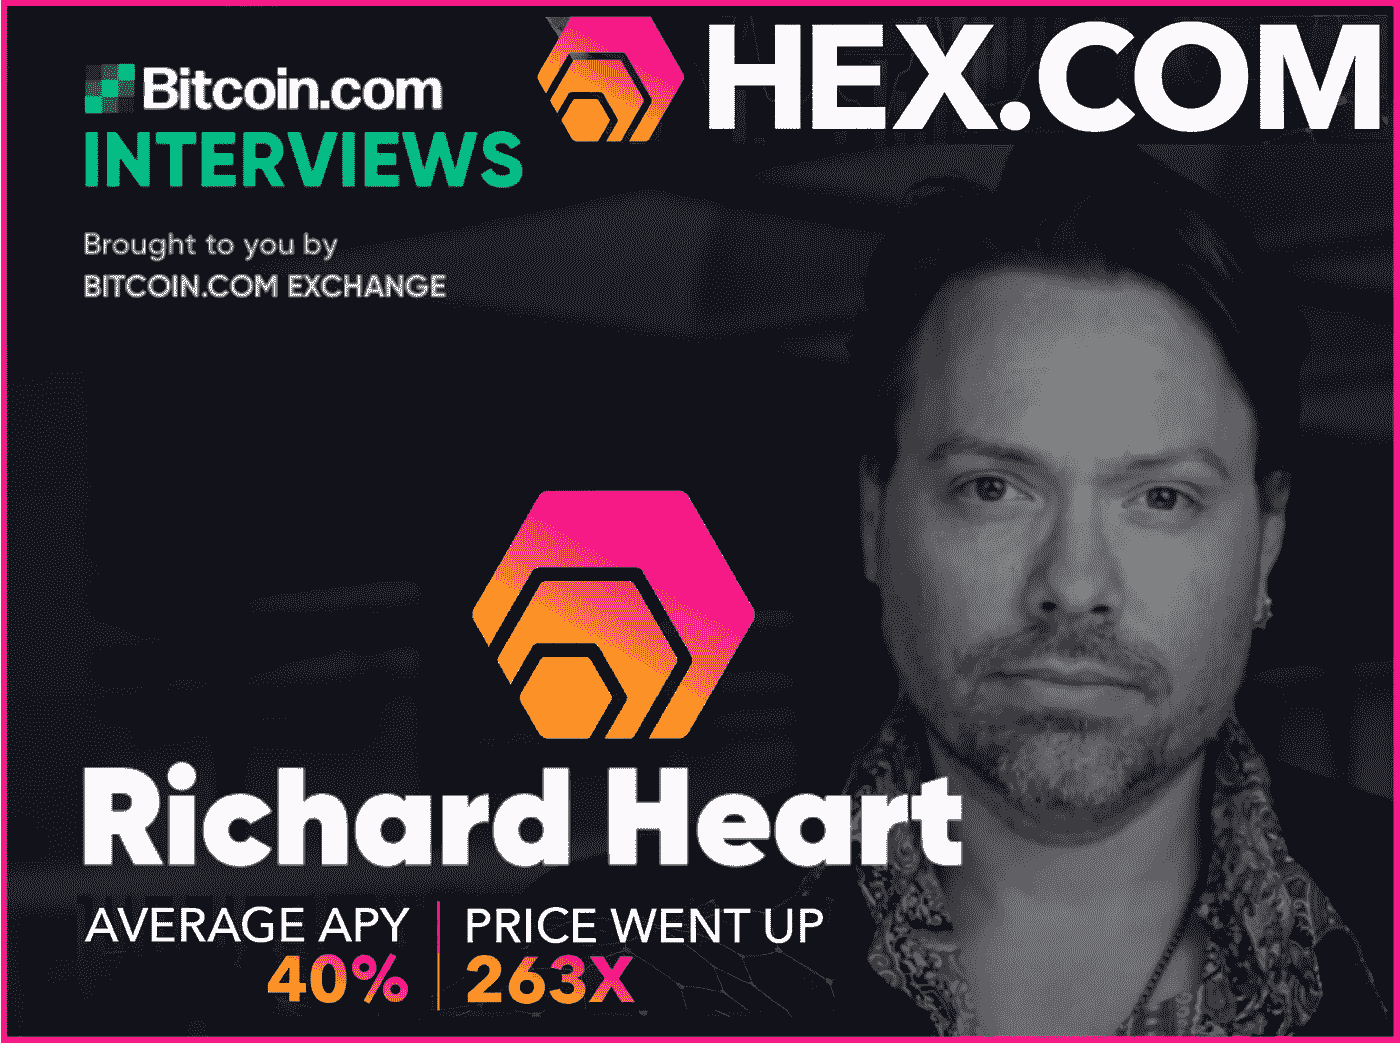 Bitcoin.com
INTERVIEWS
HEX.COM
Brought to you by
BITCOIN.COM EXCHANGE
Richard Heart
AVERAGE APY
40%
PRICE WENT UP
263X